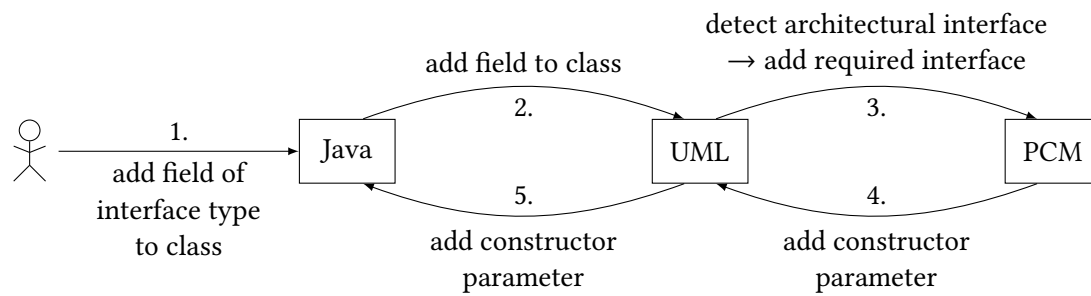 detect architectural interface
→ add required interface
add field to class
1.
2.
3.
Java
UML
PCM
add field of
interface type
to class
5.
4.
add constructor
parameter
add constructor
parameter